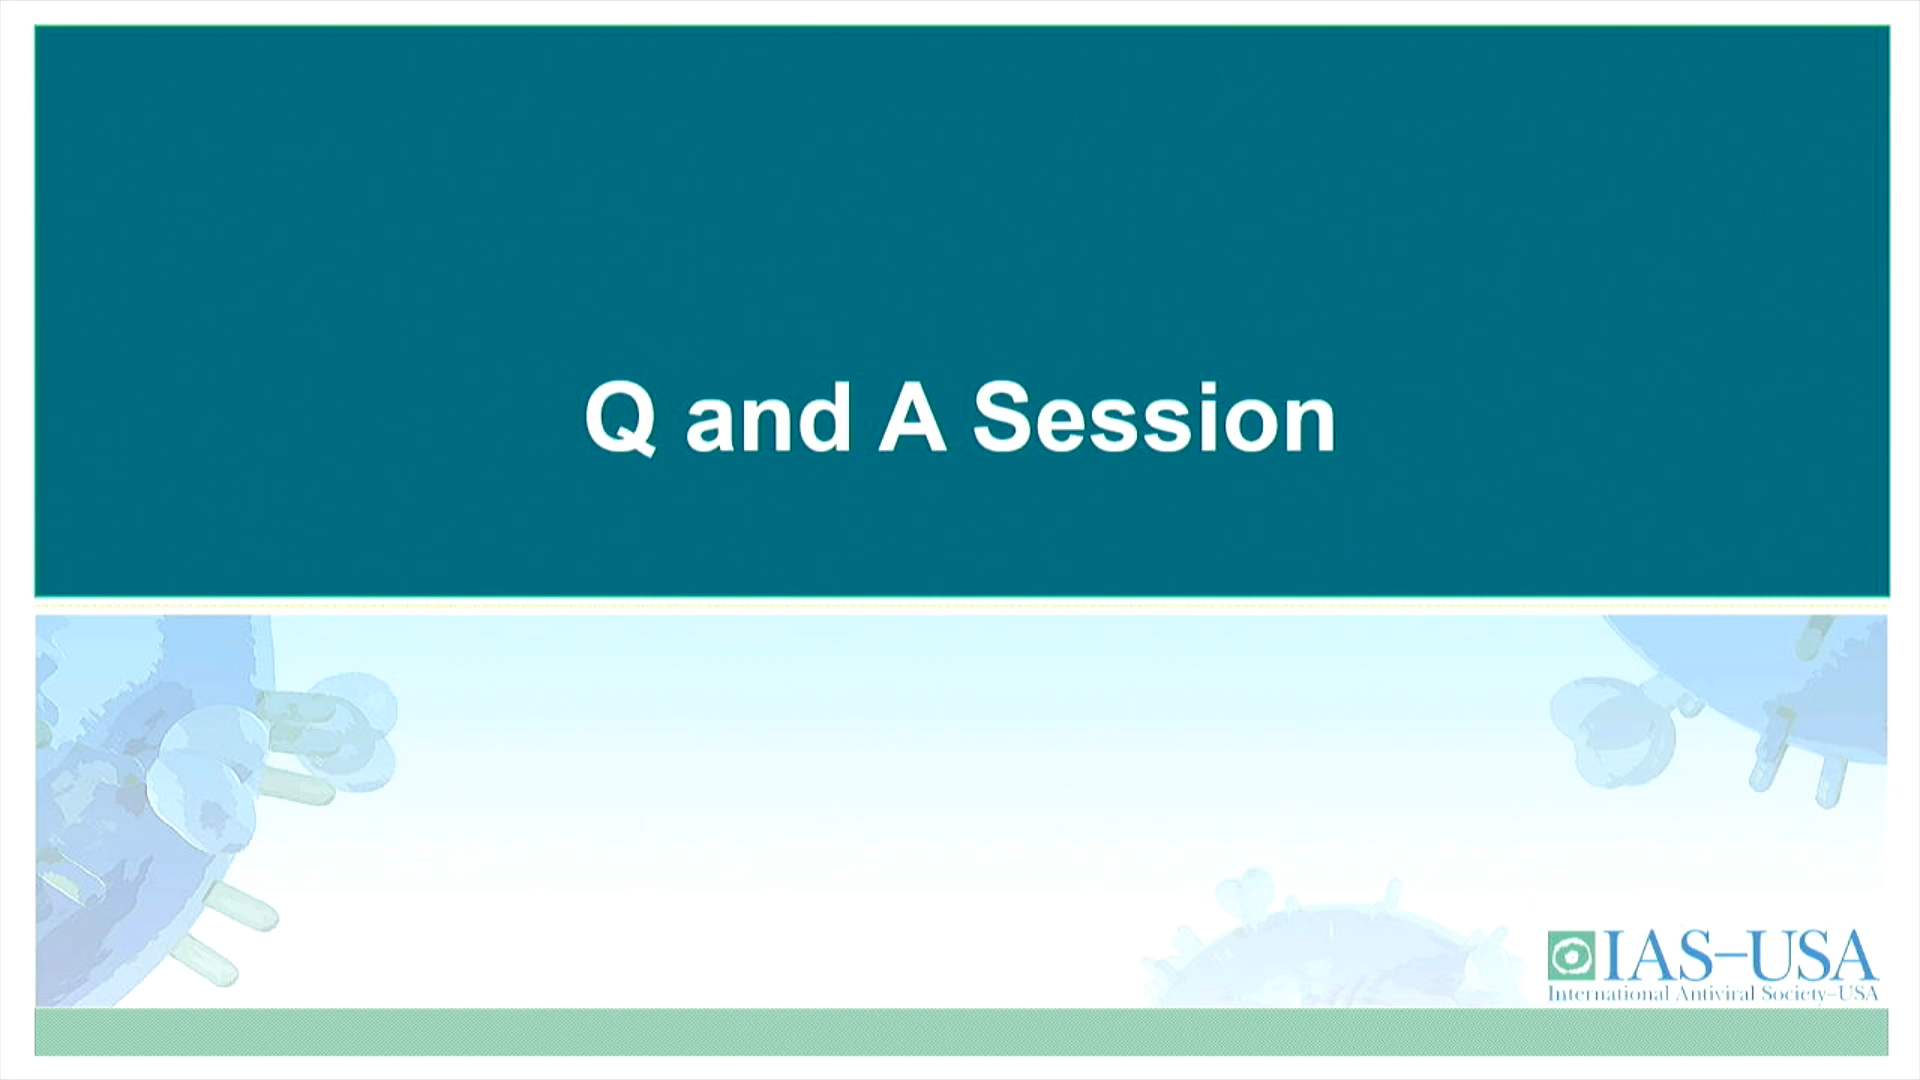 Q and A Session
IAS–USA
International Antiviral Society–USA